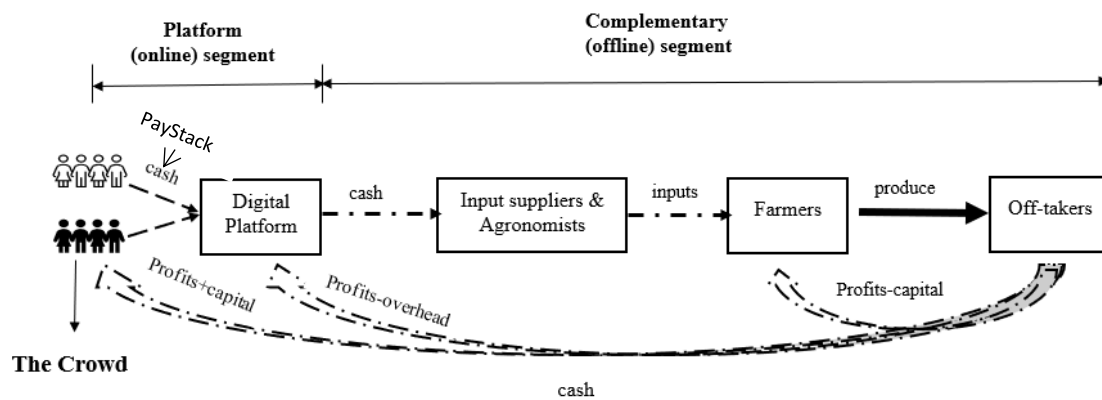 Platform
(online) segment
Complementary
(offline) segment
PayStack
cash
Digital
Platform
cash
Input suppliers &
Agronomists
inputs
Farmers
produce
Off-takers
Profits+capital
Profits-overhead
Profits-capital
The Crowd
cash